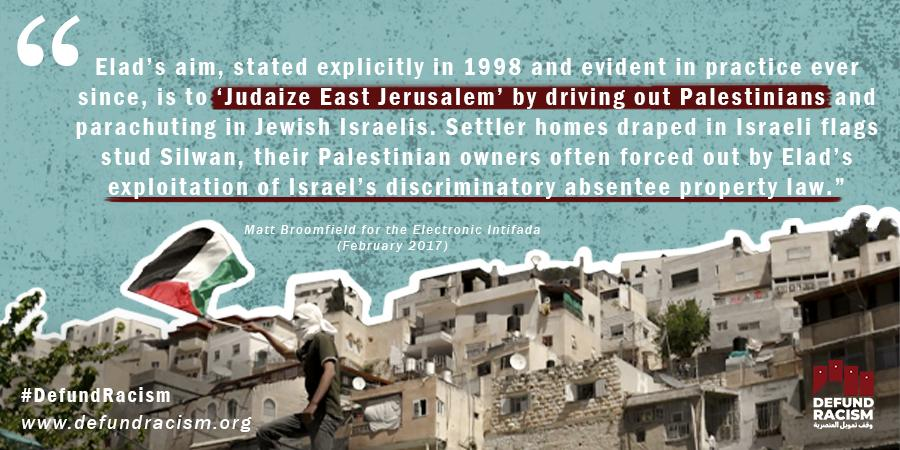 “
Elad’s aim, stated explicitly in 1998 and evident in practice ever
since, is to ‘Judaize East Jerusalem’ by driving out Palestinians and
parachuting in Jewish Israelis. Settler homes draped in Israeli flags
stud Silwan, their Palestinian owners often forced out by Elad’s
exploitation of Israel’s discriminatory absentee property law.”
Matt Broomfield for the Electronic Intifada
(February 2017)
#DefundRacism
www.defundracism.org
DEFUND
RACISM
وقف تمويل العنصرية